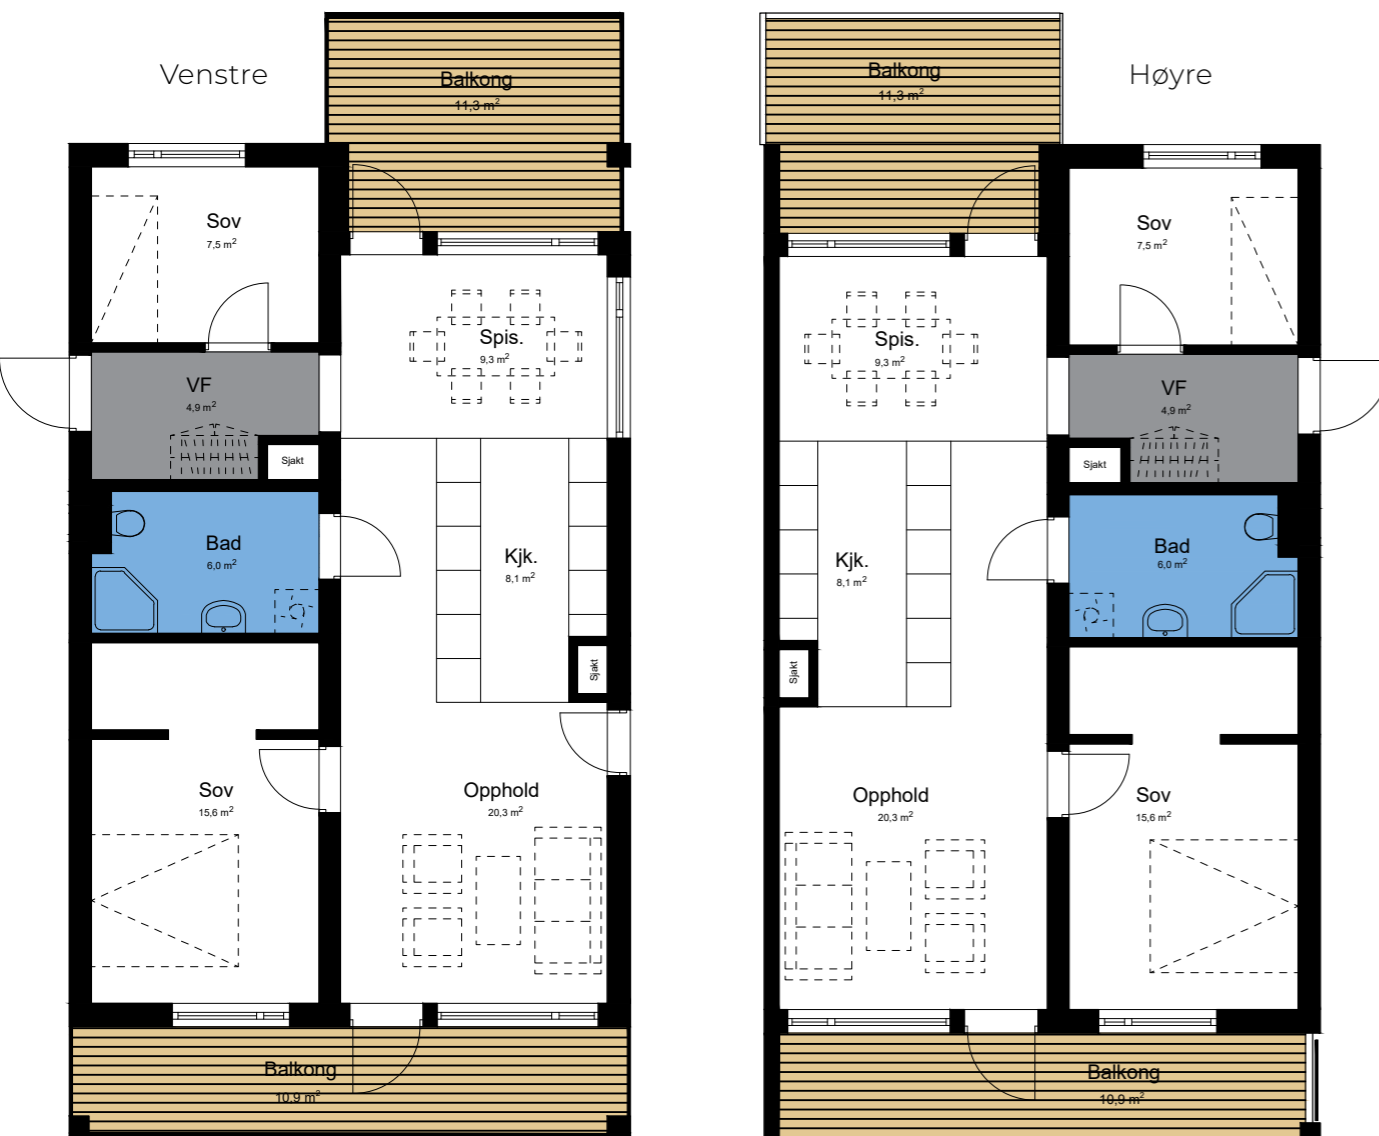 Venstre
Balkong
11,3 m²
Sov
7,5 m²
Spis.
9,3 m²
VF
4,9 m²
Sjakt
Bad
6,0 m²
Kjk.
8,1 m²
Sjakt
Sov
15,6 m²
Opphold
20,3 m²
Balkong
10,9 m²
Høyre
Balkong
11,3 m²
Sov
7,5 m²
Spis.
9,3 m²
VF
4,9 m²
Sjakt
Bad
6,0 m²
Kjk.
8,1 m²
Sjakt
Opphold
20,3 m²
Sov
15,6 m²
Balkong
10,9 m²